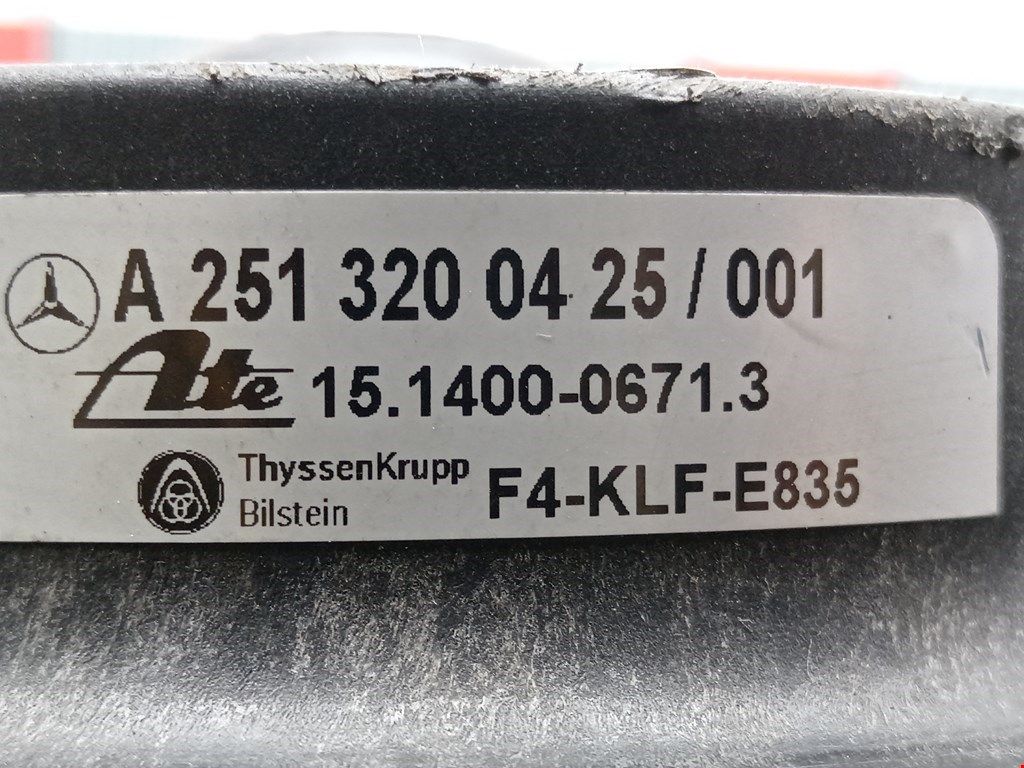 A 251 320 04 25 / 001
Ate 15.1400-0671.3
ThyssenKrupp
Bilstein F4-KLF-E835